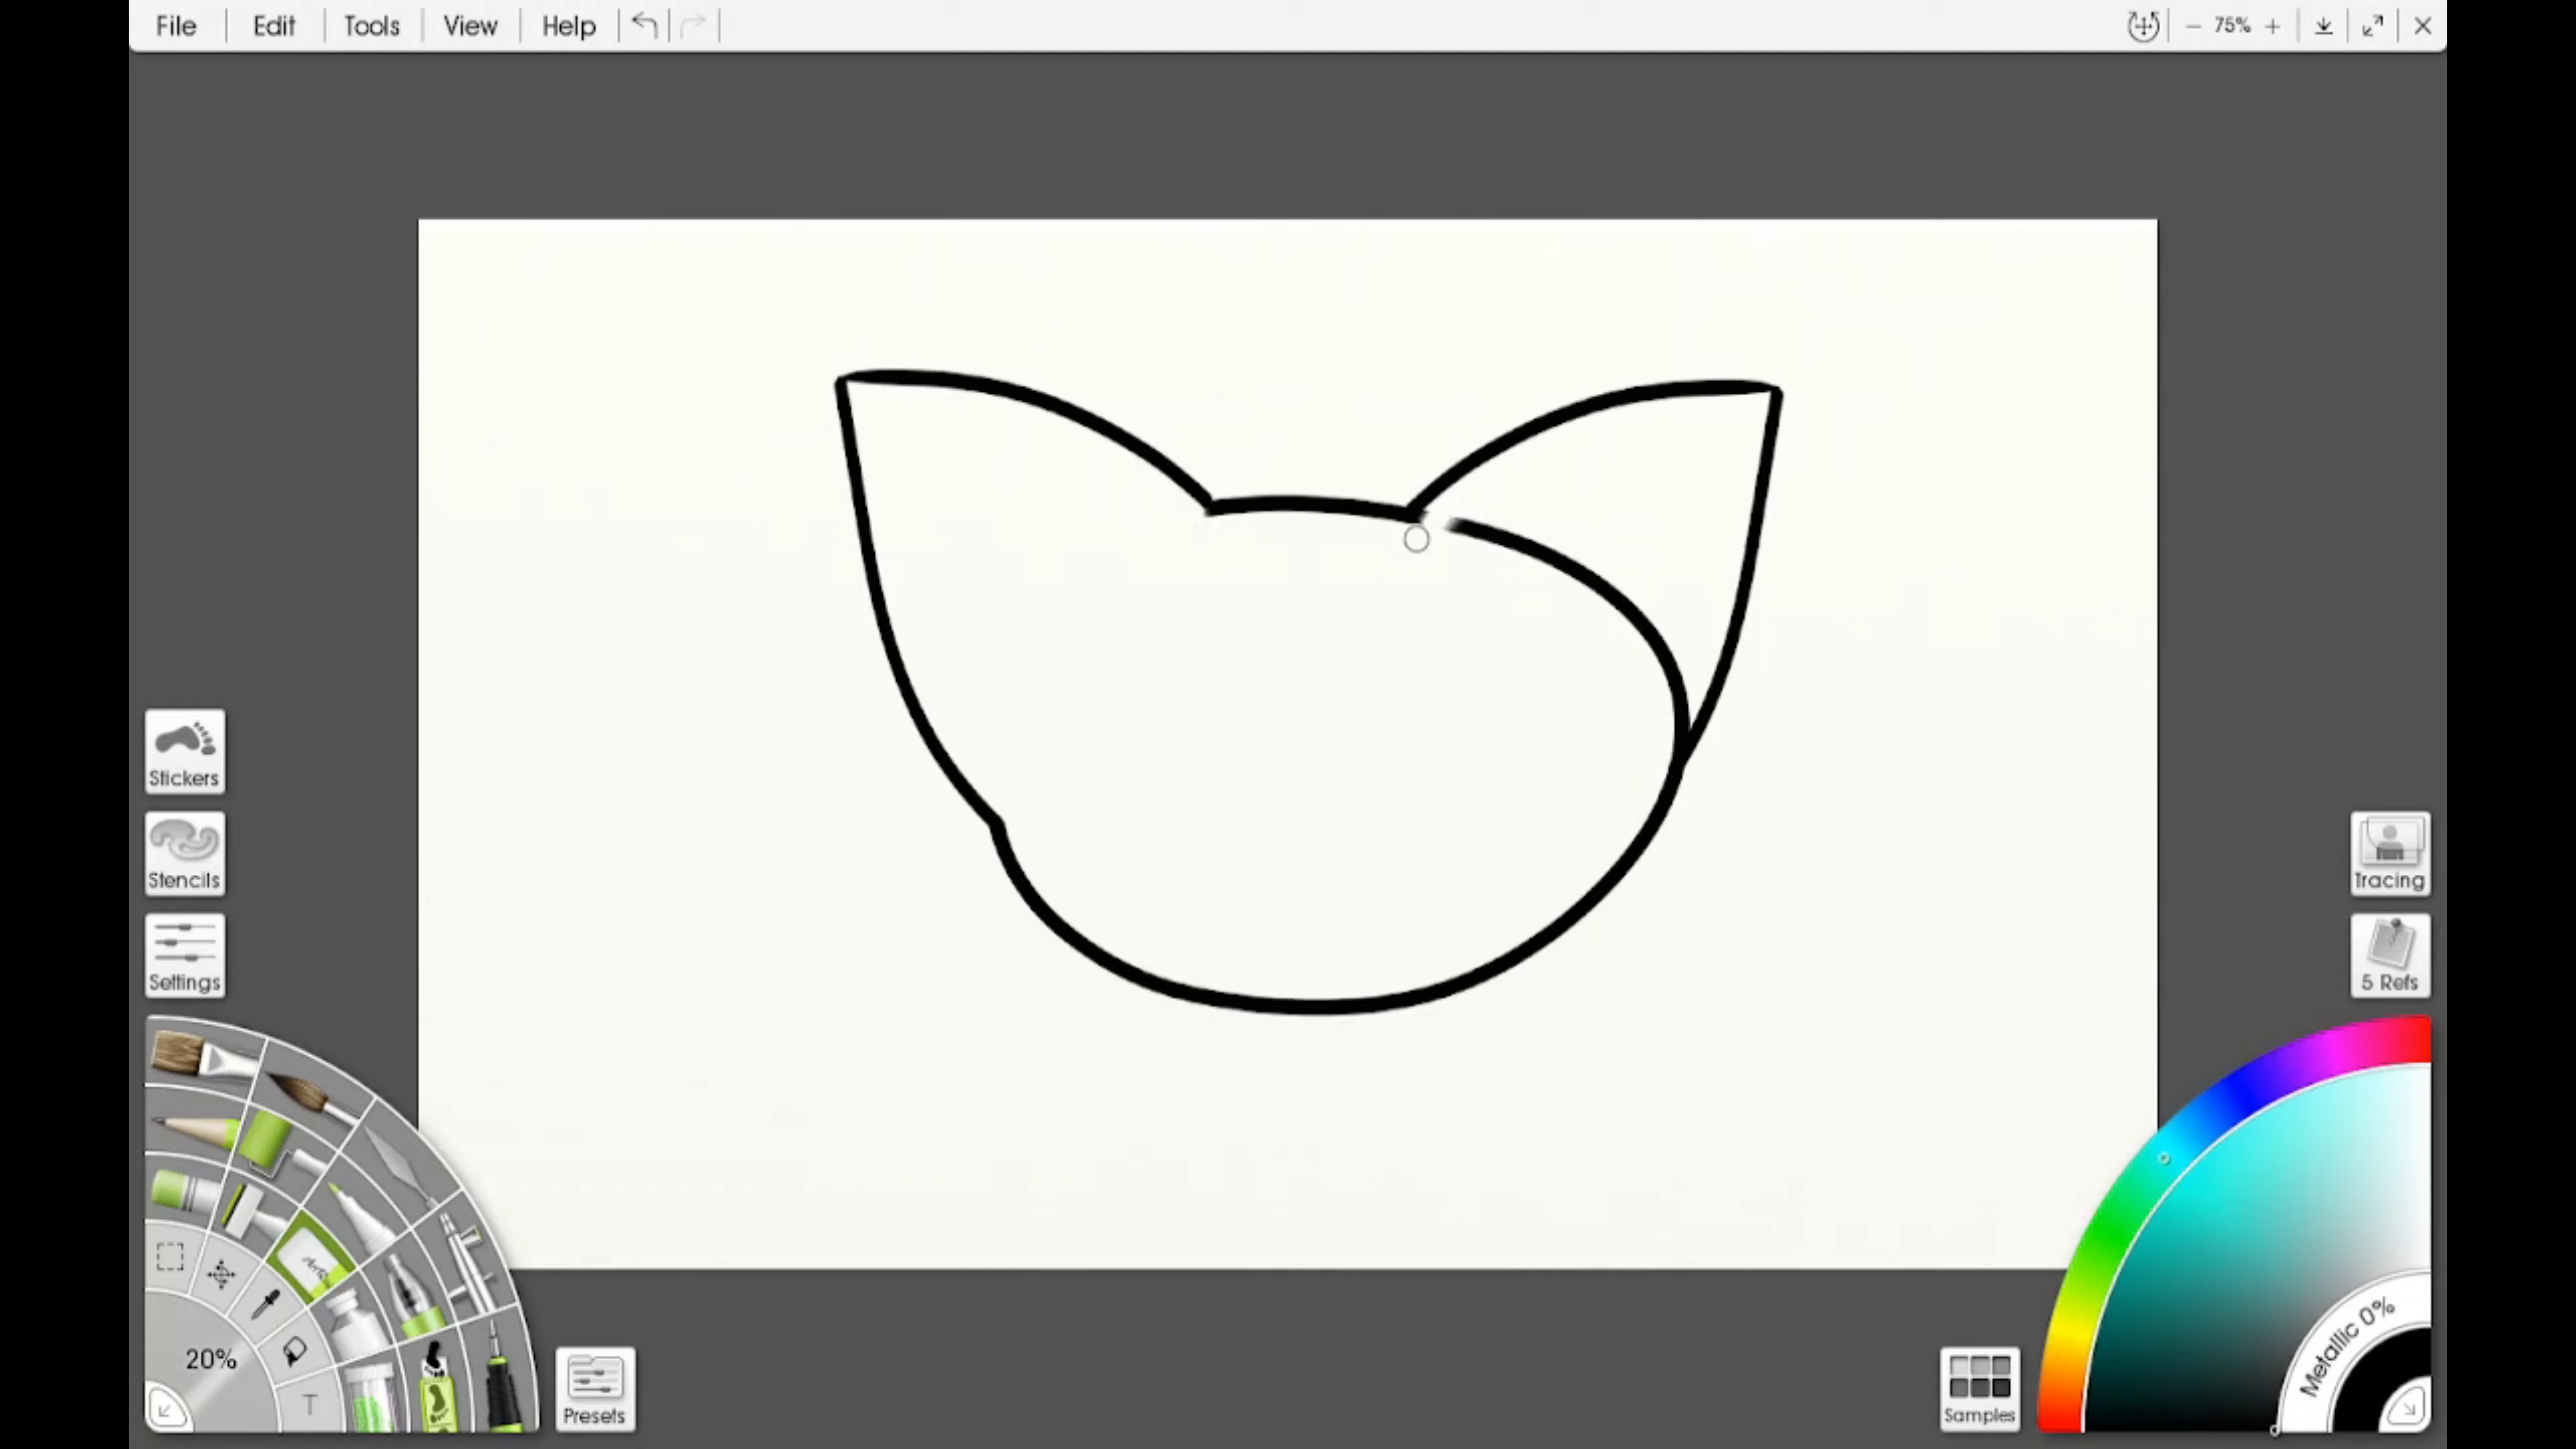 File
Edit
Tools
View
Help
75%
Stickers
Stencils
Settings
Tracing
5 Refs
20%
T
Presets
Samples
Metallic 0%